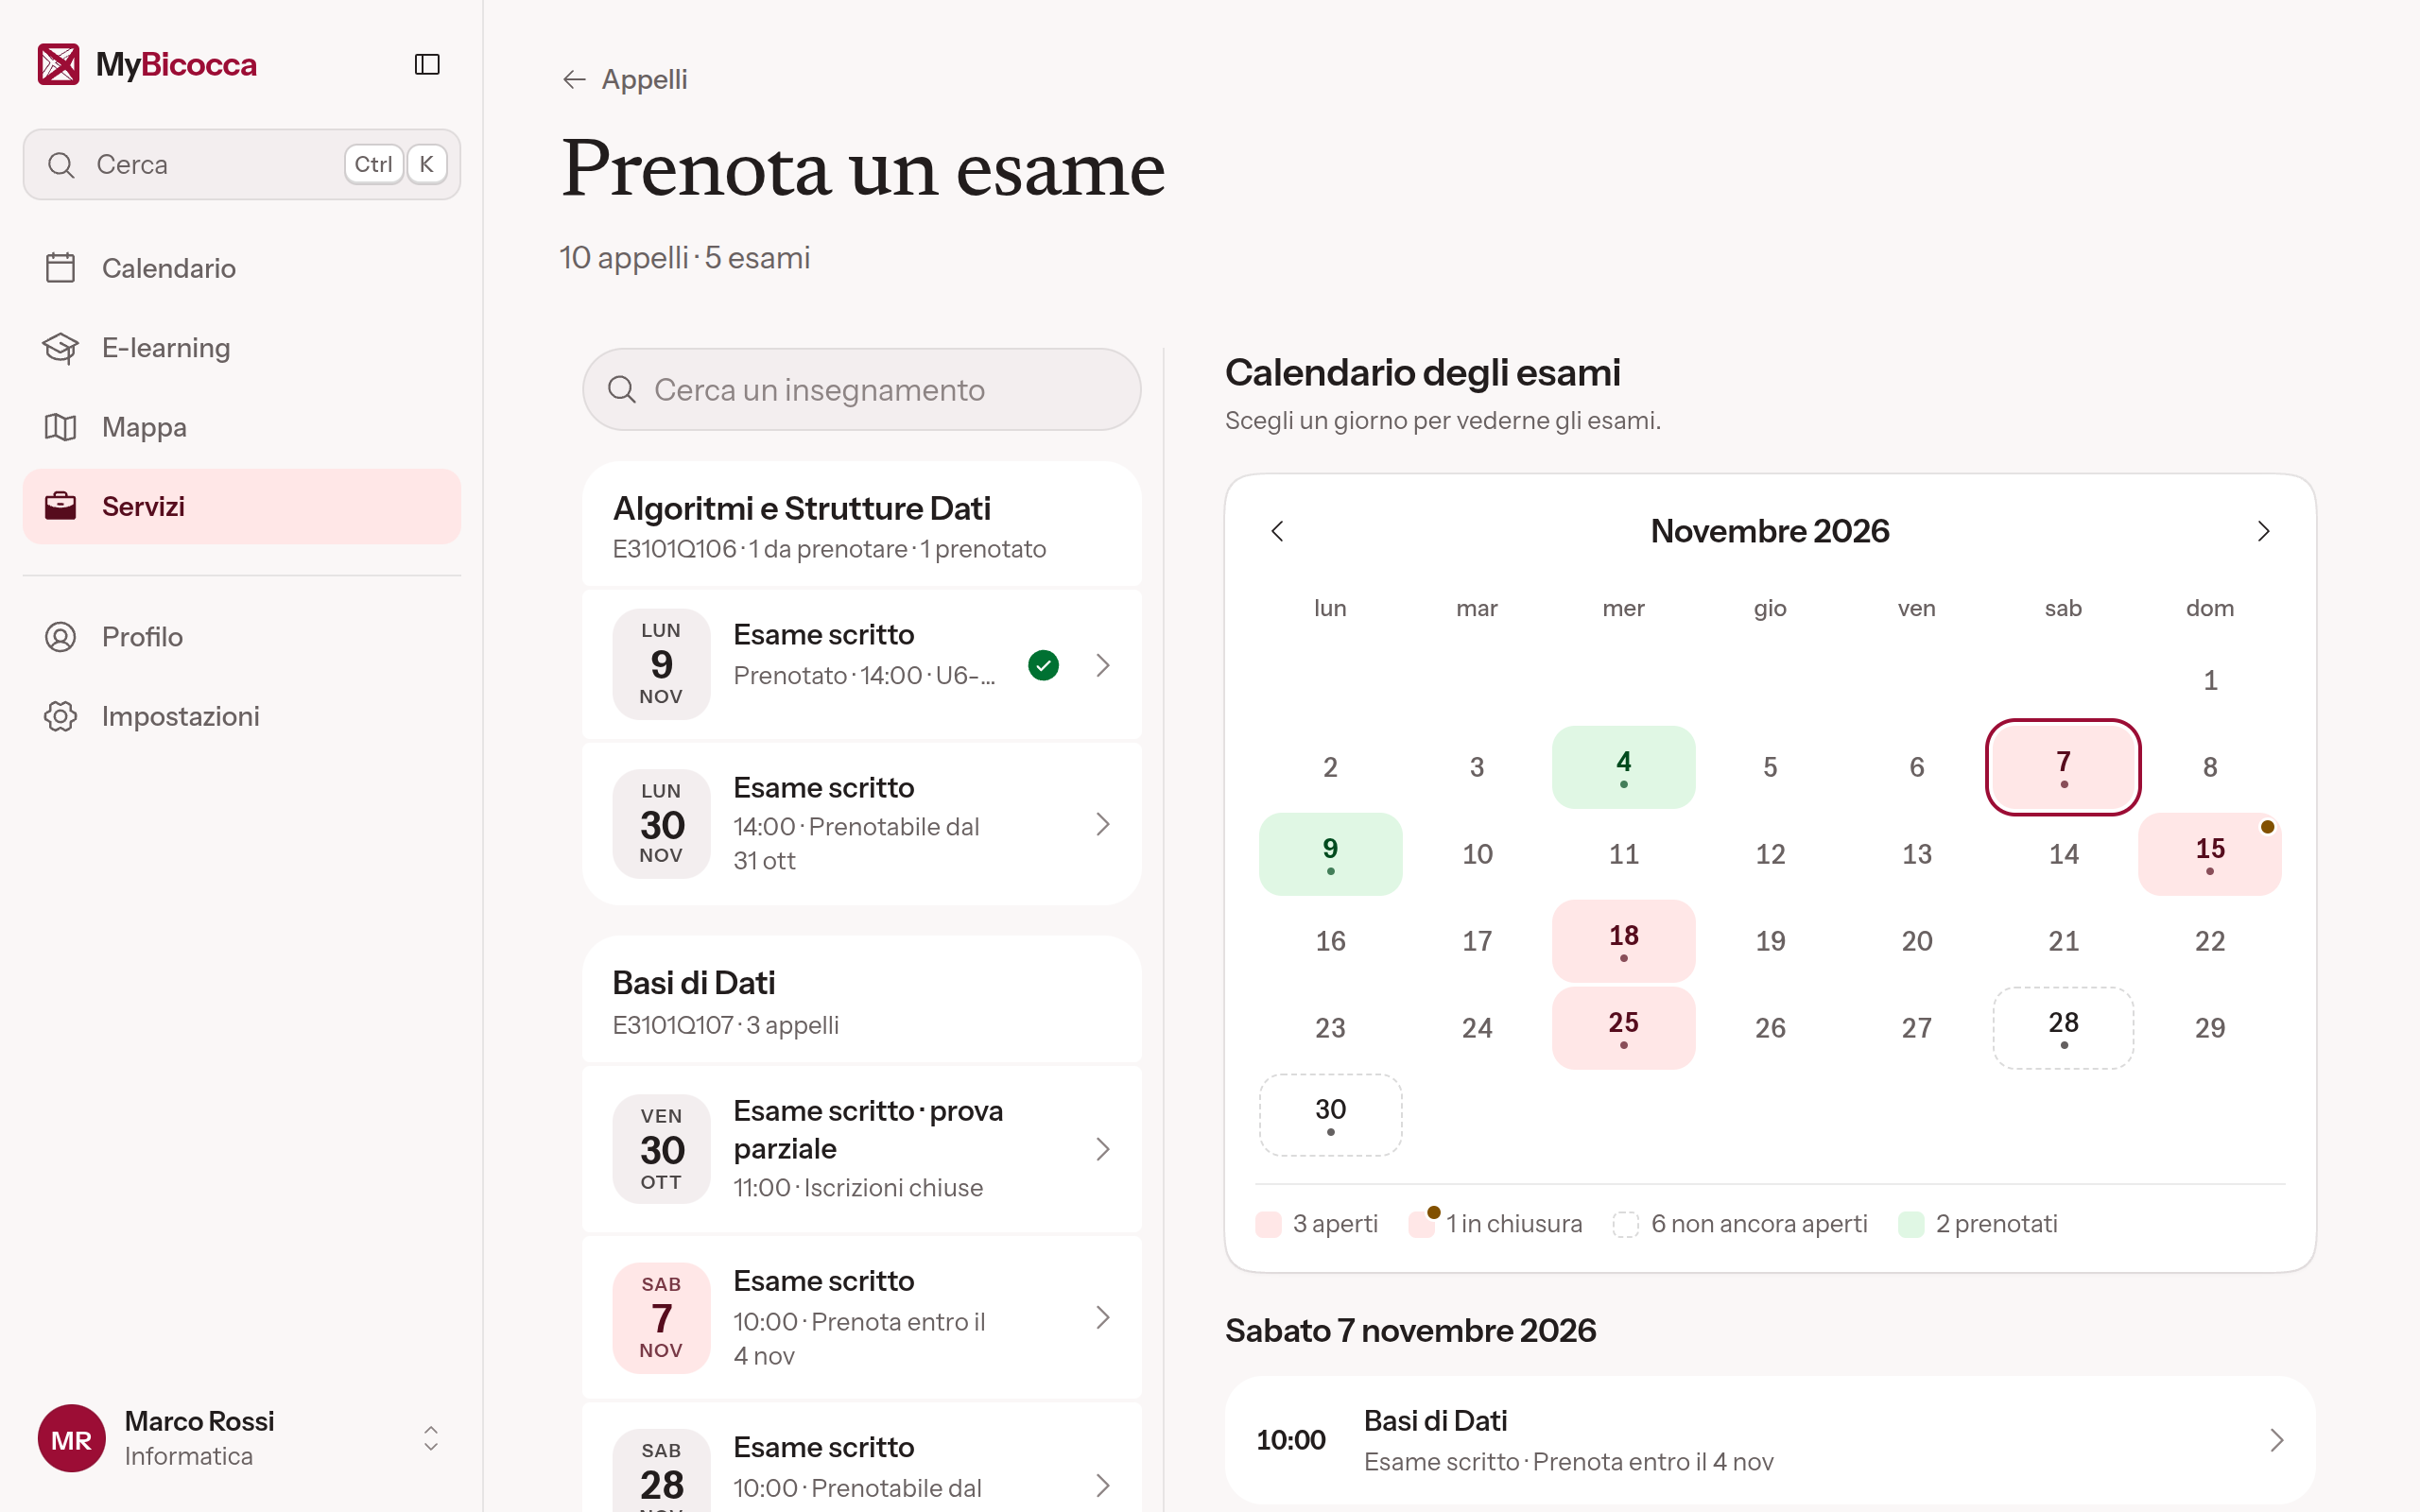 MyBicocca
Cerca
Ctrl K
Calendario
E-learning
Mappa
Servizi
Profilo
Impostazioni
MR
Marco Rossi
Informatica
Appelli
Prenota un esame
10 appelli · 5 esami
Cerca un insegnamento
Algoritmi e Strutture Dati
E3101Q106 · 1 da prenotare · 1 prenotato
LUN
9
NOV
Esame scritto
Prenotato · 14:00 · U6-...
LUN
30
NOV
Esame scritto
14:00 · Prenotabile dal
31 ott
Basi di Dati
E3101Q107 · 3 appelli
VEN
30
OTT
Esame scritto · prova
parziale
11:00 · Iscrizioni chiuse
SAB
7
NOV
Esame scritto
10:00 · Prenota entro il
4 nov
SAB
28
NOV
Esame scritto
10:00 · Prenotabile dal
Calendario degli esami
Scegli un giorno per vederne gli esami.
Novembre 2026
lun mar mer gio ven sab dom
1
2 3 4 5 6 7 8
9 10 11 12 13 14 15
16 17 18 19 20 21 22
23 24 25 26 27 28 29
30
3 aperti 1 in chiusura 6 non ancora aperti 2 prenotati
Sabato 7 novembre 2026
10:00
Basi di Dati
Esame scritto · Prenota entro il 4 nov